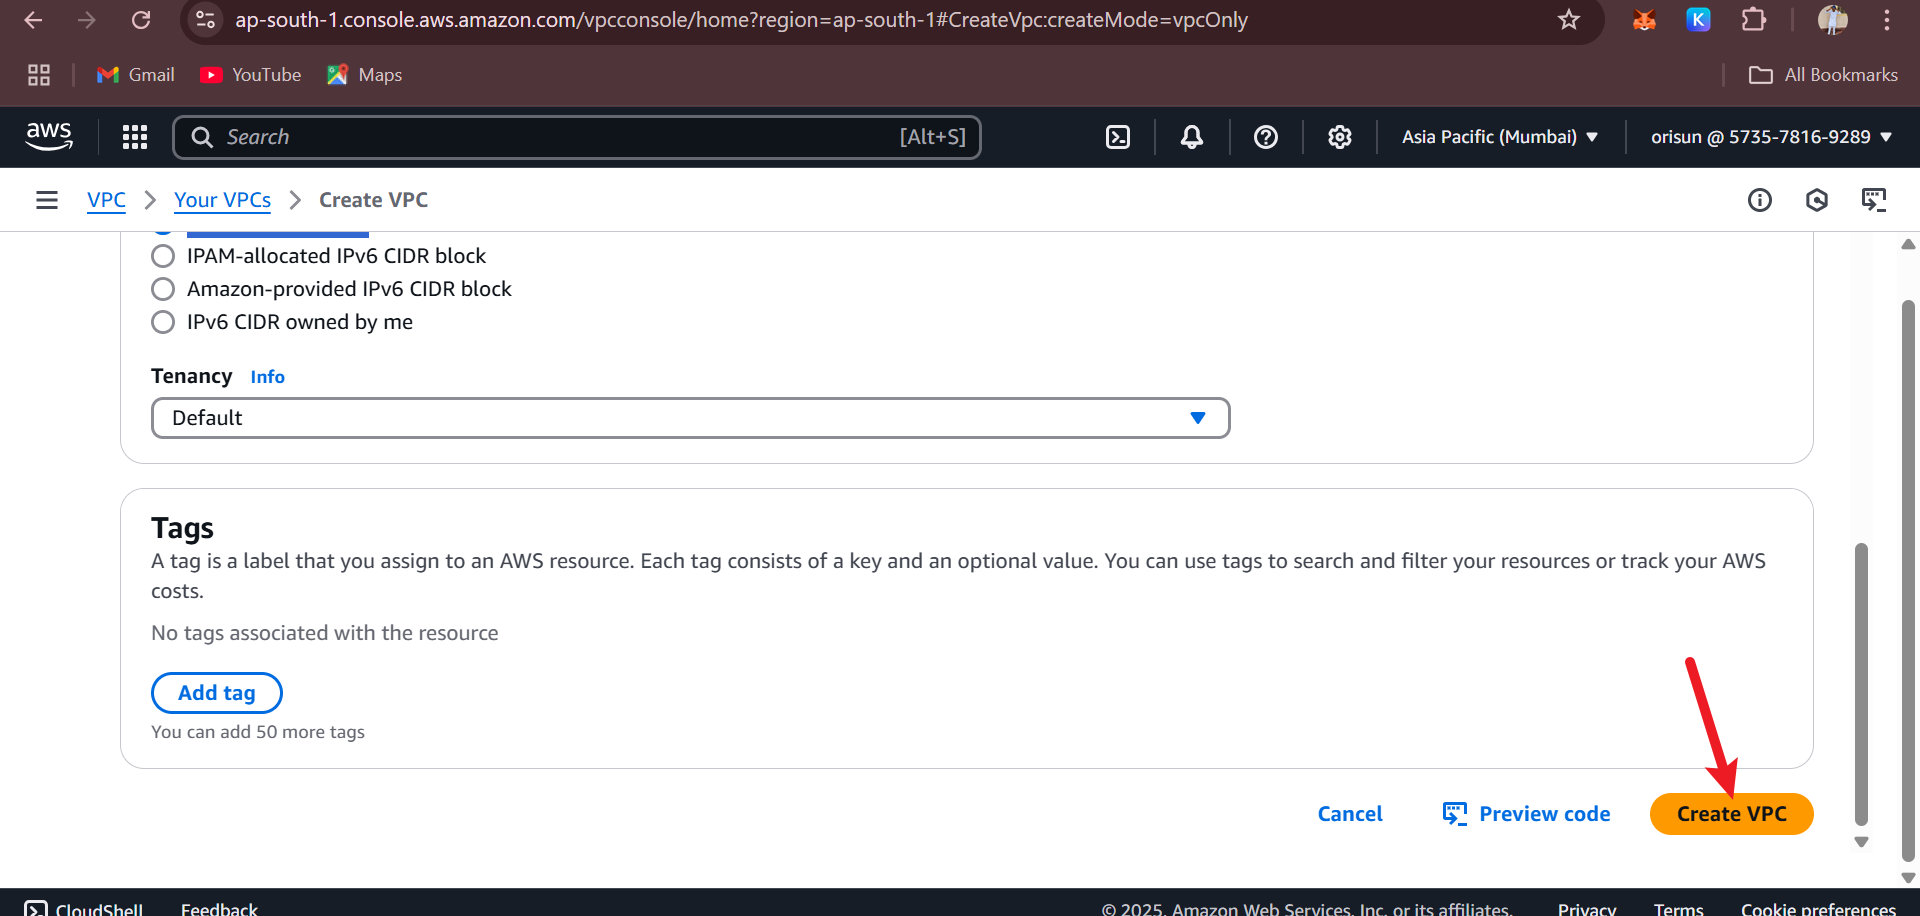 ap-south-1.console.aws.amazon.com/vpcconsole/home?region=ap-south-1#CreateVpc:createMode=vpcOnly
K
Gmail YouTube Maps All Bookmarks
aws Search [Alt+S] Asia Pacific (Mumbai) orisun @ 5735-7816-9289
VPC Your VPCs Create VPC
IPAM-allocated IPv6 CIDR block
Amazon-provided IPv6 CIDR block
IPv6 CIDR owned by me
Tenancy Info
Default
Tags
A tag is a label that you assign to an AWS resource. Each tag consists of a key and an optional value. You can use tags to search and filter your resources or track your AWS
costs.
No tags associated with the resource
Add tag
You can add 50 more tags
Cancel Preview code Create VPC
CloudShell Feedback © 2025, Amazon Web Services, Inc. or its affiliates. Privacy Terms Cookie preferences